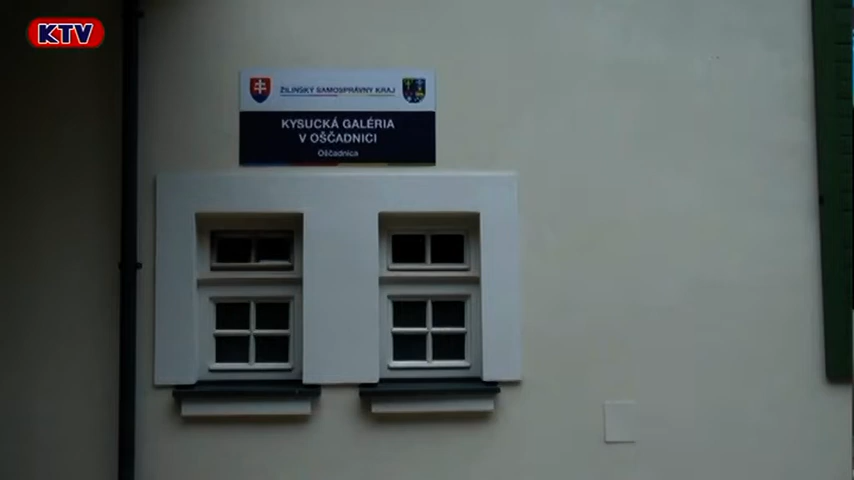 KTV
ŽILINSKÝ SAMOSPRÁVNY KRAJ
KYSUCKÁ GALÉRIA
V OŠČADNICI
Oščadnica